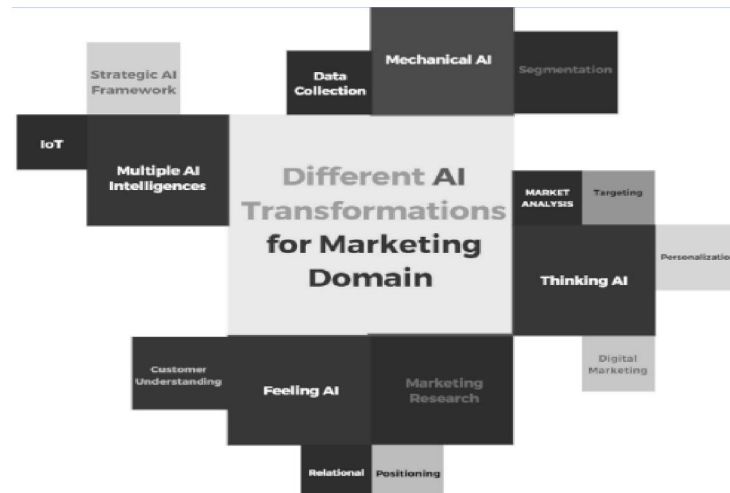 Mechanical AI
Strategic AI
Framework
Data
Collection
Segmentation
IoT
Multiple AI
Intelligences
Different AI
Transformations
for Marketing
Domain
MARKET
ANALYSIS
Targeting
Personalizatio
Thinking AI
Digital
Marketing
Customer
Understanding
Feeling AI
Marketing
Research
Relational
Positioning